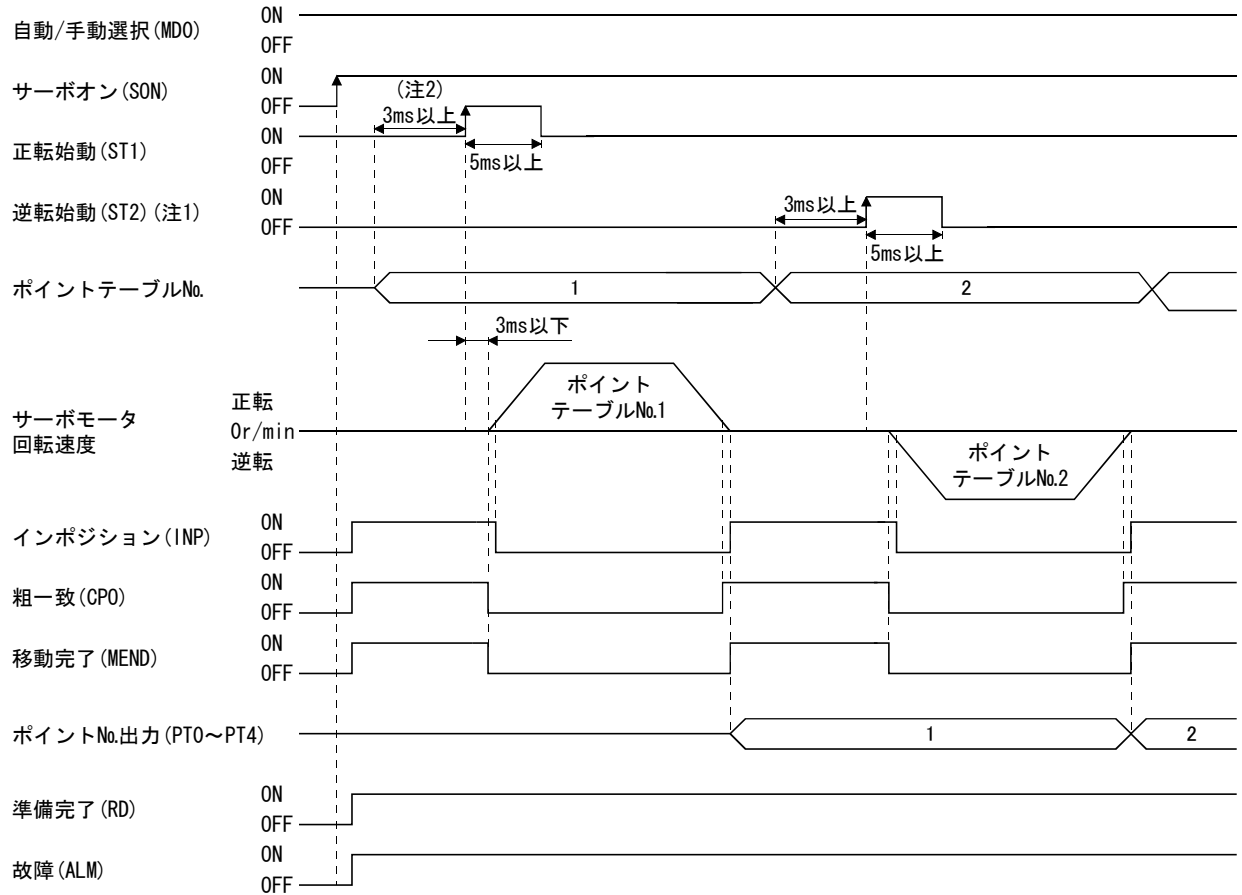 自動/手動選択(MD0)
ON
OFF
サーボオン(SON)
ON
OFF
(注2)
3ms以上
正転始動(ST1)
ON
OFF
5ms以上
逆転始動(ST2)(注1)
ON
OFF
3ms以上
5ms以上
ポイントテーブル№
1
2
3ms以下
サーボモータ
回転速度
正転
0r/min
逆転
ポイント
テーブル№1
ポイント
テーブル№2
インポジション(INP)
ON
OFF
粗一致(CPO)
ON
OFF
移動完了(MEND)
ON
OFF
ポイント№出力(PT0～PT4)
1
2
準備完了(RD)
ON
OFF
故障(ALM)
ON
OFF